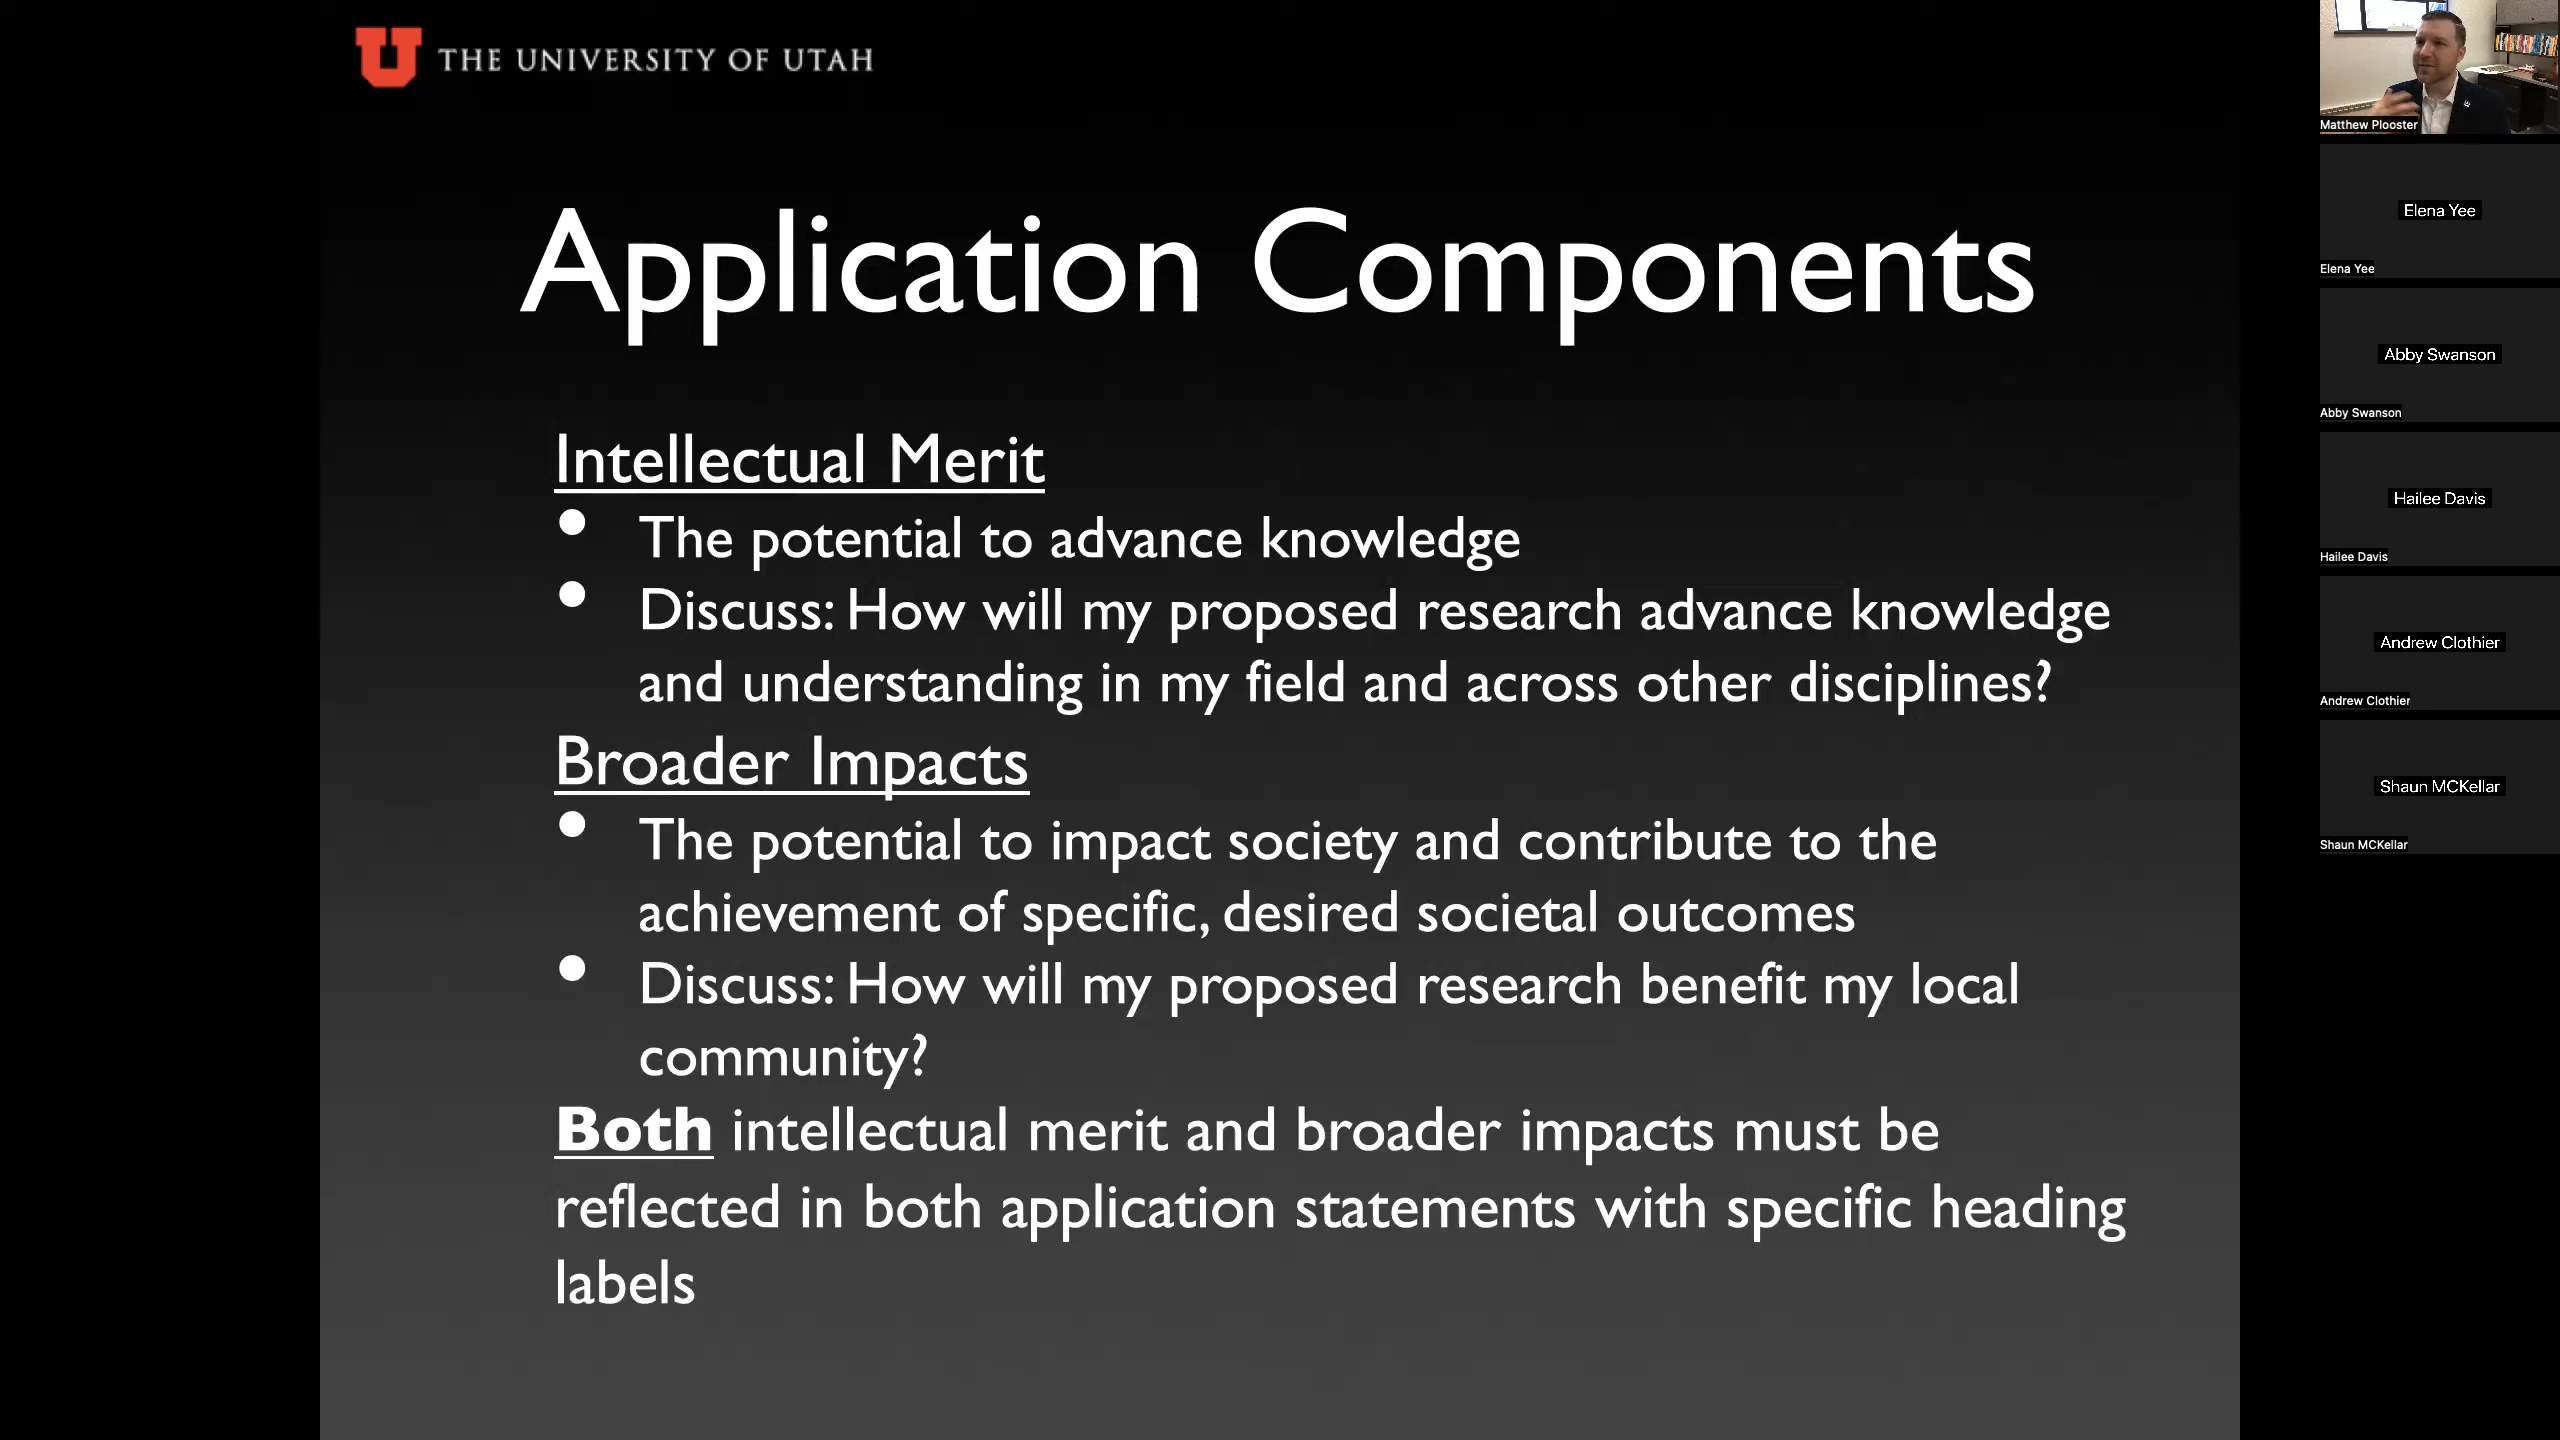 U THE UNIVERSITY OF UTAH
Application Components
Intellectual Merit
• The potential to advance knowledge
• Discuss: How will my proposed research advance knowledge
and understanding in my field and across other disciplines?
Broader Impacts
• The potential to impact society and contribute to the
achievement of specific, desired societal outcomes
• Discuss: How will my proposed research benefit my local
community?
Both intellectual merit and broader impacts must be
reflected in both application statements with specific heading
labels
Matthew Plooster
Elena Yee
Elena Yee
Abby Swanson
Abby Swanson
Hailee Davis
Hailee Davis
Andrew Clothier
Andrew Clothier
Shaun MCKellar
Shaun MCKellar